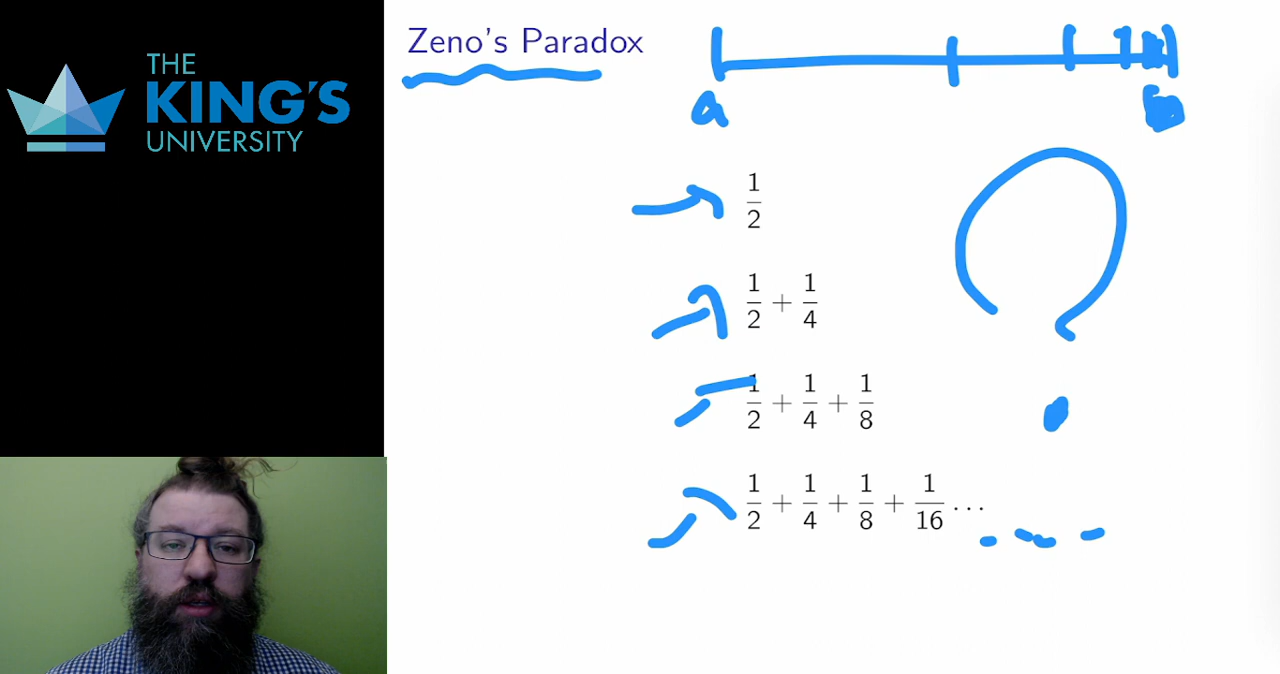 THE
KING'S
UNIVERSITY
Zeno's Paradox
a
b
1/2
1/2 + 1/4
1/2 + 1/4 + 1/8
1/2 + 1/4 + 1/8 + 1/16 ...
?